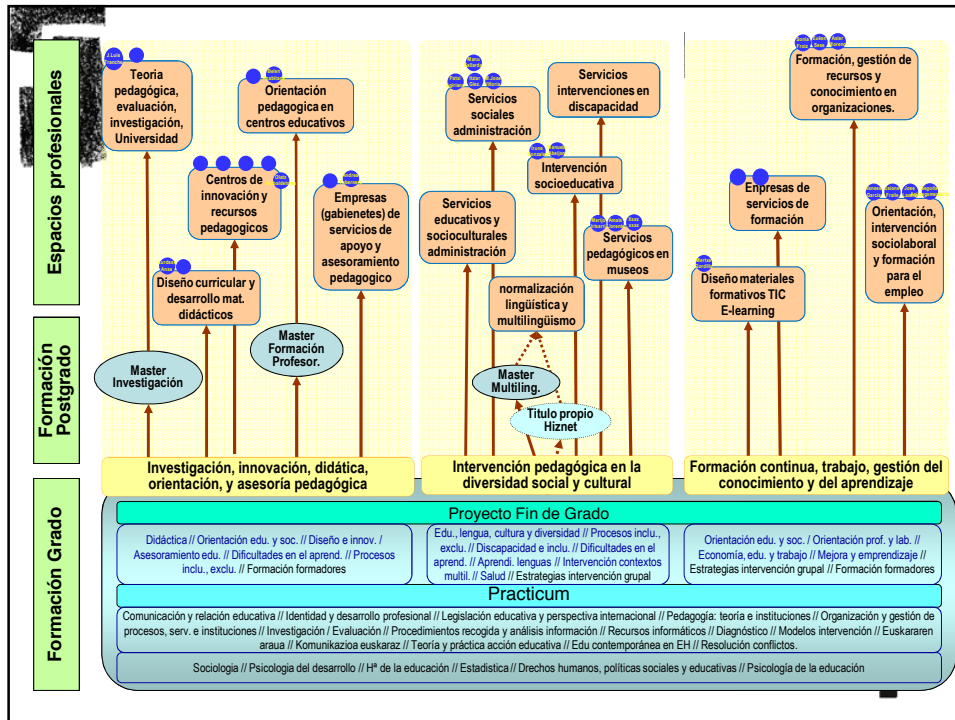 Espacios profesionales
Teoria
pedagógica,
evaluación,
investigación,
Universidad
Orientación
pedagogica en
centros educativos
Centros de
innovación y
recursos
pedagogicos
Empresas
(gabienetes) de
servicios de
apoyo y
asesoramiento
pedagogico
Diseño curricular y
desarrollo mat.
didácticos
Servicios
sociales
administración
Servicios
intervenciones en
discapacidad
Intervención
socioeducativa
Servicios
educativos y
socioculturales
administración
Servicios
pedagógicos en
museos
normalización
lingüística y
multilingüismo
Formación, gestión de
recursos y
conocimiento en
organizaciones.
Enpresas de
servicios de
formación
Orientación,
intervención
sociolaboral
y formación
para el
empleo
Diseño materiales
formativos TIC
E-learning
Formación
Postgrado
Master
Investigación
Master
Formación
Profesor.
Master
Multiling.
Titulo propio
Hiznet
Investigación, innovación, didática,
orientación, y asesoría pedagógica
Intervención pedagógica en la
diversidad social y cultural
Formación continua, trabajo, gestión del
conocimiento y del aprendizaje
Formación Grado
Proyecto Fin de Grado
Didáctica // Orientación edu. y soc. // Diseño e innov. /
Asesoramiento edu. // Dificultades en el aprend. // Procesos
inclu., exclu. // Formación formadores
Edu., lengua, cultura y diversidad // Procesos inclu.,
exclu. // Discapacidad e inclu. // Dificultades en el
aprend. // Aprendi. lenguas // Intervención contextos
multil. // Salud // Estrategias intervención grupal
Orientación edu. y soc. / Orientación prof. y lab. //
Economía, edu. y trabajo // Mejora y emprendizaje //
Estrategias intervención grupal // Formación formadores
Practicum
Comunicación y relación educativa // Identidad y desarrollo profesional // Legislación educativa y perspectiva internacional // Pedagogía: teoría e instituciones // Organización y gestión de
procesos, serv. e instituciones // Investigación / Evaluación // Procedimientos recogida y análisis información // Recursos informáticos // Diagnóstico // Modelos intervención // Euskararen
araua // Komunikazioa euskaraz // Teoría y práctica acción educativa // Edu contemporánea en EH // Resolución conflictos.
Sociologia // Psicologia del desarrollo // Hª de la educación // Estadistica // Drechos humanos, políticas sociales y educativas // Psicología de la educación